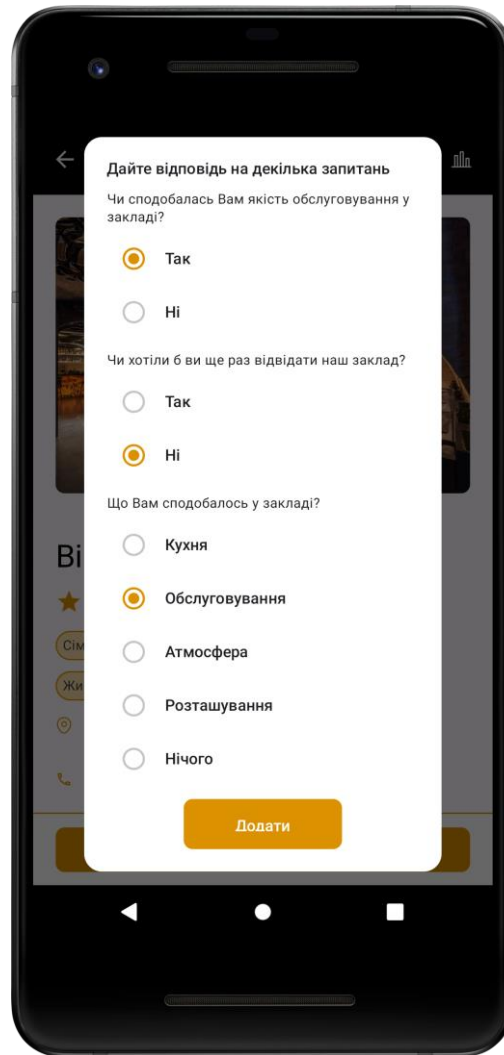 Дайте відповідь на декілька запитань
Чи сподобалась Вам якість обслуговування у
закладі?
Так
Ні
Чи хотіли б ви ще раз відвідати наш заклад?
Так
Ні
Що Вам сподобалось у закладі?
Кухня
Обслуговування
Атмосфера
Розташування
Нічого
Додати